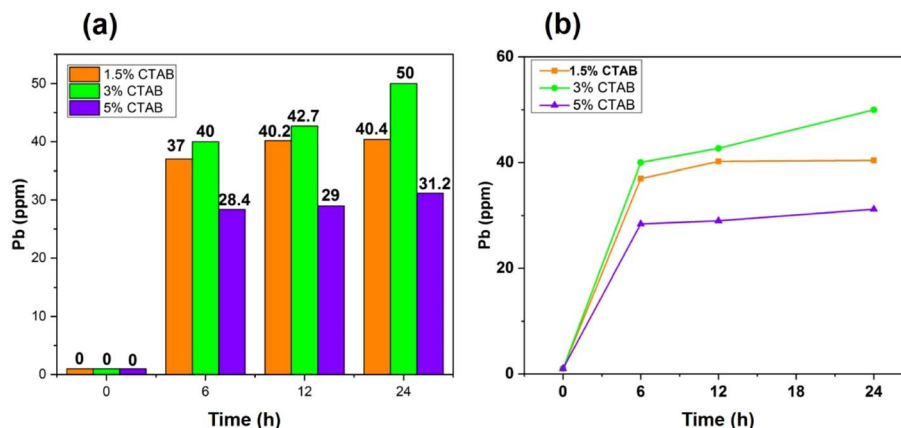 (a)
1.5% CTAB
3% CTAB
5% CTAB
50
40
30
20
10
0
Pb (ppm)
0 0 0
37 40 28.4
40.2 42.7 29
40.4 50 31.2
0 6 12 24
Time (h)
(b)
1.5% CTAB
3% CTAB
5% CTAB
60
40
20
0
Pb (ppm)
0 6 12 18 24
Time (h)